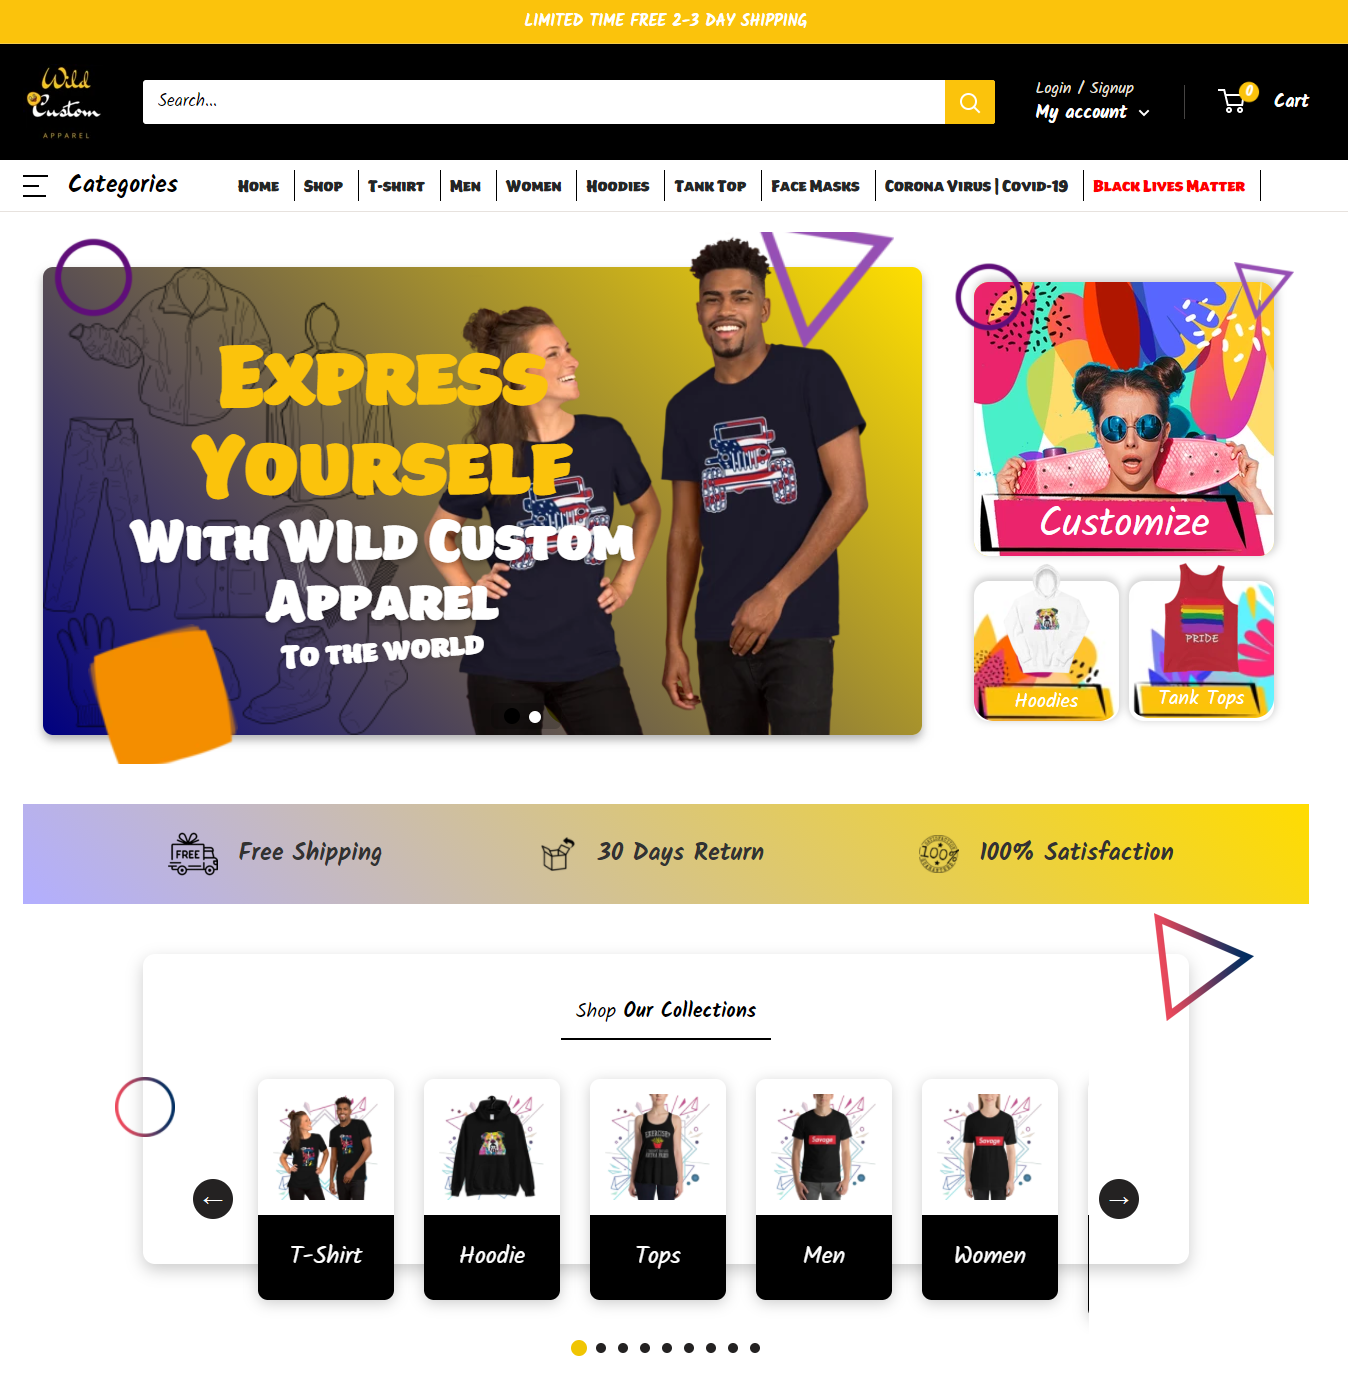 LIMITED TIME FREE 2-3 DAY SHIPPING
Wild
Custom
APPAREL
Search...
Login / Signup
My account
0
Cart
Categories
Home
Shop
T-shirt
Men
Women
Hoodies
Tank Top
Face Masks
Corona Virus | Covid-19
Black Lives Matter
Express
Yourself
With WIld Custom
Apparel
To the world
Customize
PRIDE
Hoodies
Tank Tops
FREE
Free Shipping
30 Days Return
100%
100% Satisfaction
Shop Our Collections
Savage
Savage
T-Shirt
Hoodie
Tops
Men
Women